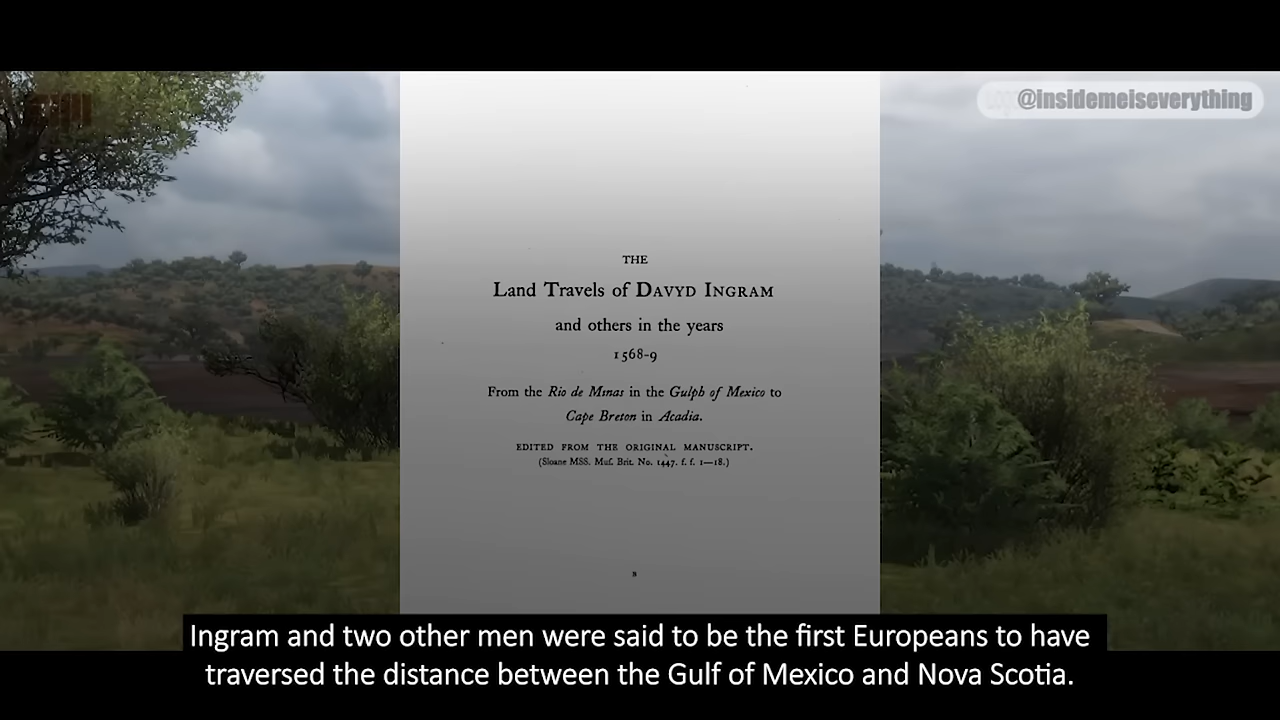 @insidemeiseverything
THE
Land Travels of DAVYD INGRAM
and others in the years
1568-9
From the Rio de Minas in the Gulph of Mexico to
Cape Breton in Acadia.
EDITED FROM THE ORIGINAL MANUSCRIPT.
(Sloane MSS. Muf. Brit. No. 1447. f. f. 1—18.)
B
Ingram and two other men were said to be the first Europeans to have
traversed the distance between the Gulf of Mexico and Nova Scotia.